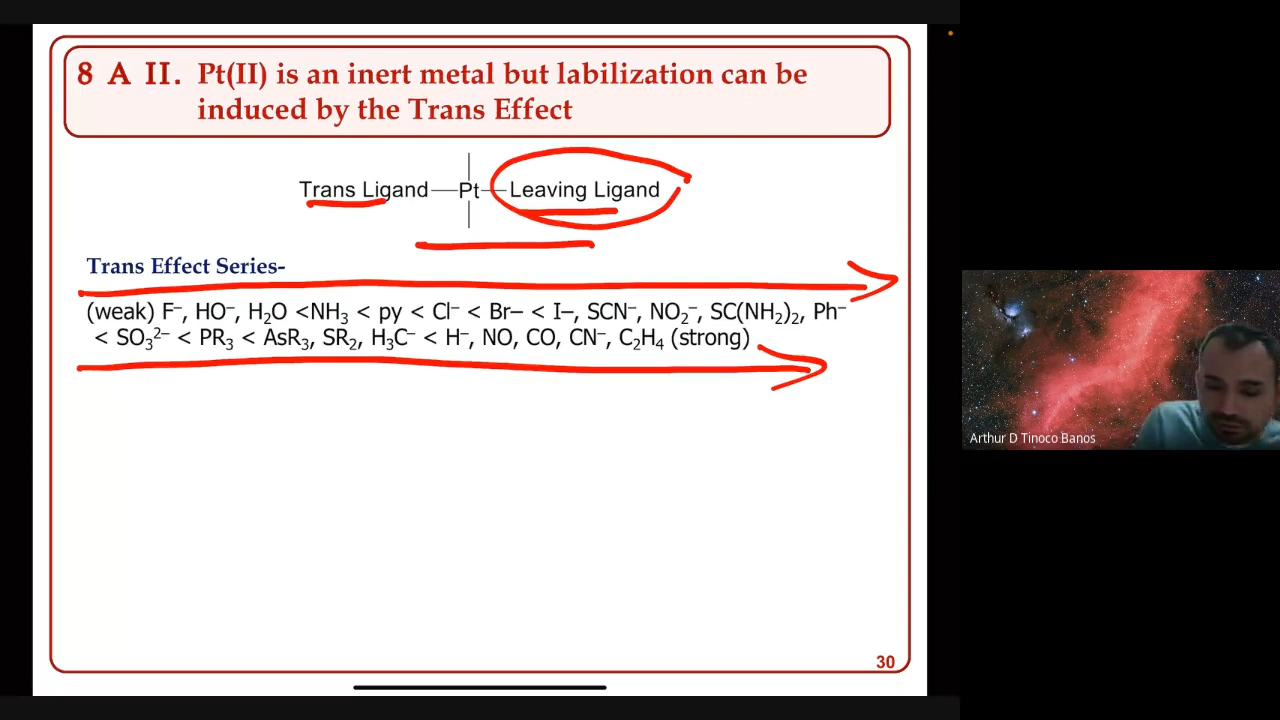 8 A II. Pt(II) is an inert metal but labilization can be
induced by the Trans Effect
Trans Ligand—Pt—Leaving Ligand
Trans Effect Series-
(weak) F⁻, HO⁻, H₂O <NH₃ < py < Cl⁻ < Br– < I–, SCN⁻, NO₂⁻, SC(NH₂)₂, Ph⁻
< SO₃²⁻ < PR₃ < AsR₃, SR₂, H₃C⁻ < H⁻, NO, CO, CN⁻, C₂H₄ (strong)
Arthur D Tinoco Banos
30